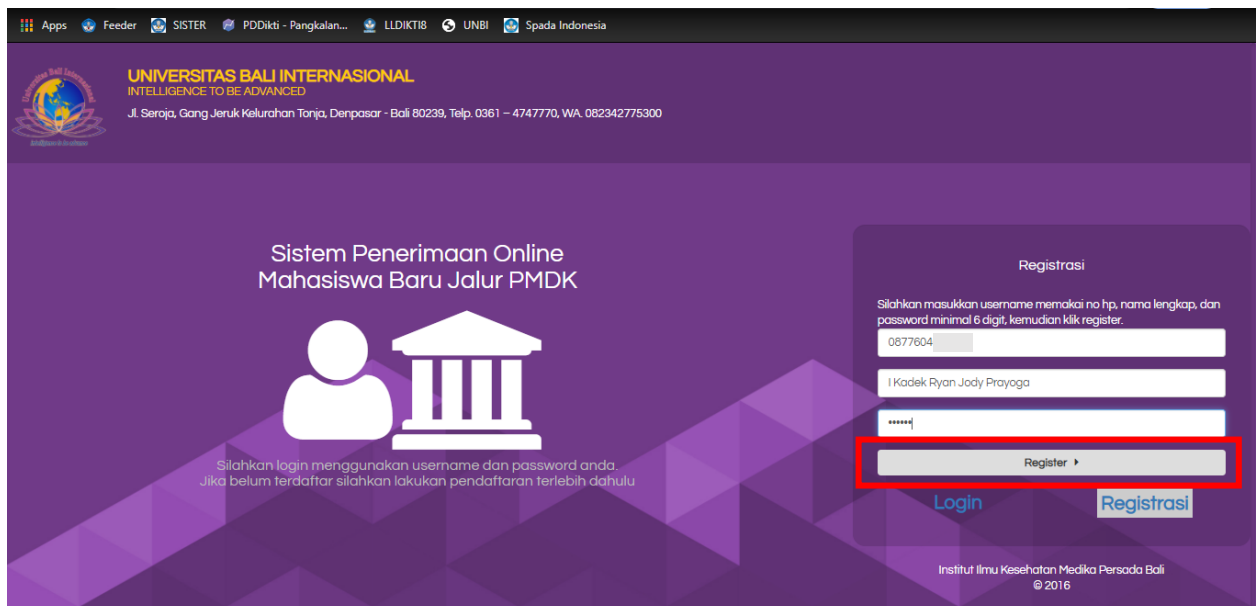 Apps Feeder SISTER PDDikti - Pangkalan... LLDIKTI8 UNBI Spada Indonesia
UNIVERSITAS BALI INTERNASIONAL
INTELLIGENCE TO BE ADVANCED
Jl. Seroja, Gang Jeruk Kelurahan Tonja, Denpasar - Bali 80239, Telp. 0361 – 4747770, WA. 082342775300
Sistem Penerimaan Online
Mahasiswa Baru Jalur PMDK
Silahkan login menggunakan username dan password anda.
Jika belum terdaftar silahkan lakukan pendaftaran terlebih dahulu
Registrasi
Silahkan masukkan username memakai no hp, nama lengkap, dan
password minimal 6 digit, kemudian klik register.
0877604
I Kadek Ryan Jody Prayoga
••••••
Register
Login Registrasi
Institut Ilmu Kesehatan Medika Persada Bali
© 2016